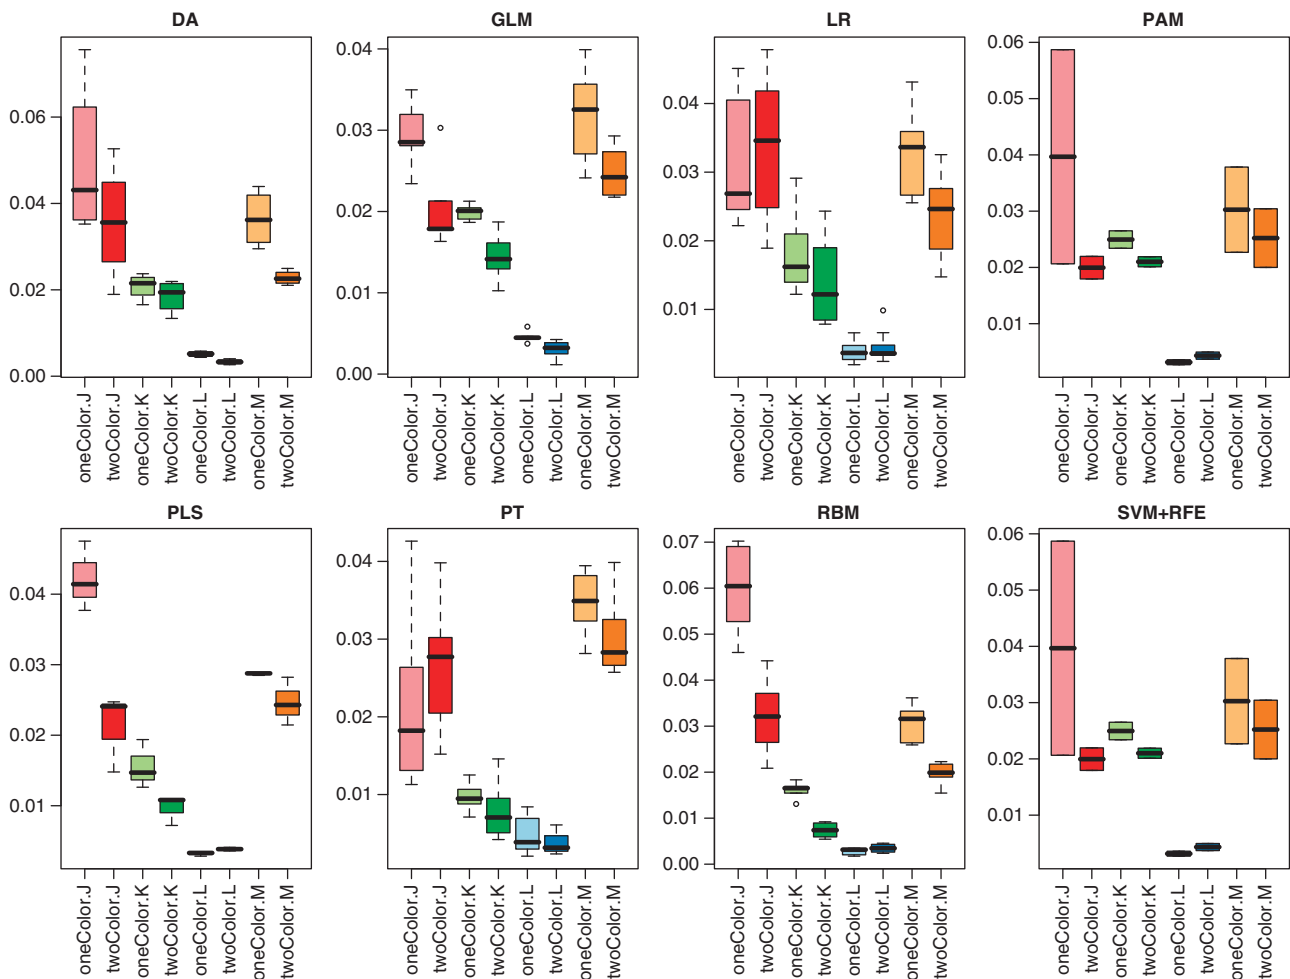 DA GLM LR PAM
0.06
0.04
0.02
0.00
oneColor.J
twoColor.J
oneColor.K
twoColor.K
oneColor.L
twoColor.L
oneColor.M
twoColor.M
0.04
0.03
0.02
0.01
0.00
oneColor.J
twoColor.J
oneColor.K
twoColor.K
oneColor.L
twoColor.L
oneColor.M
twoColor.M
0.04
0.03
0.02
0.01
oneColor.J
twoColor.J
oneColor.K
twoColor.K
oneColor.L
twoColor.L
oneColor.M
twoColor.M
0.06
0.05
0.04
0.03
0.02
0.01
oneColor.J
twoColor.J
oneColor.K
twoColor.K
oneColor.L
twoColor.L
oneColor.M
twoColor.M
PLS PT RBM SVM+RFE
0.04
0.03
0.02
0.01
oneColor.J
twoColor.J
oneColor.K
twoColor.K
oneColor.L
twoColor.L
oneColor.M
twoColor.M
0.04
0.03
0.02
0.01
oneColor.J
twoColor.J
oneColor.K
twoColor.K
oneColor.L
twoColor.L
oneColor.M
twoColor.M
0.07
0.06
0.05
0.04
0.03
0.02
0.01
0.00
oneColor.J
twoColor.J
oneColor.K
twoColor.K
oneColor.L
twoColor.L
oneColor.M
twoColor.M
0.06
0.05
0.04
0.03
0.02
0.01
oneColor.J
twoColor.J
oneColor.K
twoColor.K
oneColor.L
twoColor.L
oneColor.M
twoColor.M